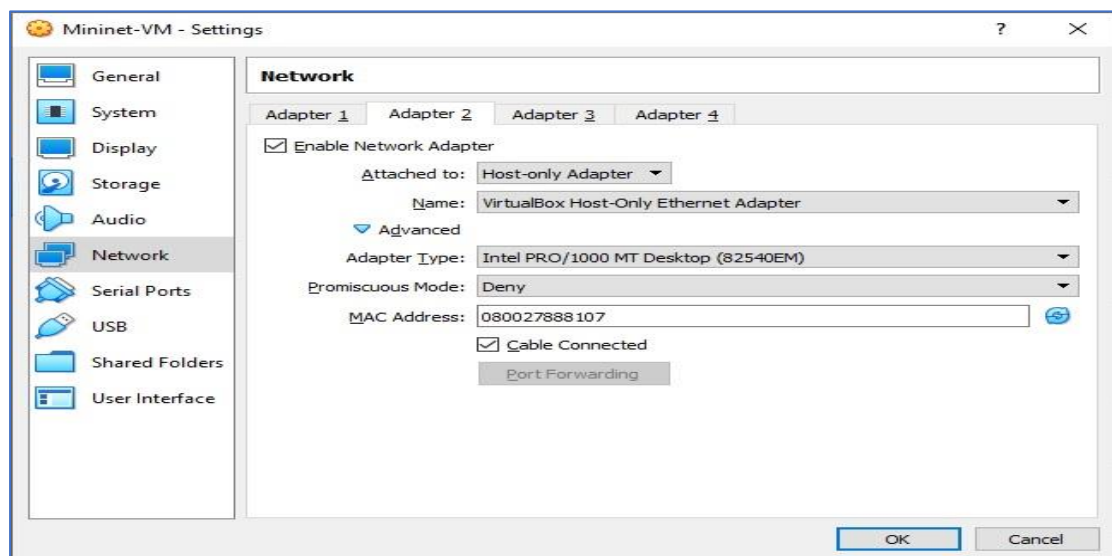 Mininet-VM - Settings
? ×
General
System
Display
Storage
Audio
Network
Serial Ports
USB
Shared Folders
User Interface
Network
Adapter 1 Adapter 2 Adapter 3 Adapter 4
Enable Network Adapter
Attached to: Host-only Adapter
Name: VirtualBox Host-Only Ethernet Adapter
Advanced
Adapter Type: Intel PRO/1000 MT Desktop (82540EM)
Promiscuous Mode: Deny
MAC Address: 080027888107
Cable Connected
Port Forwarding
OK Cancel